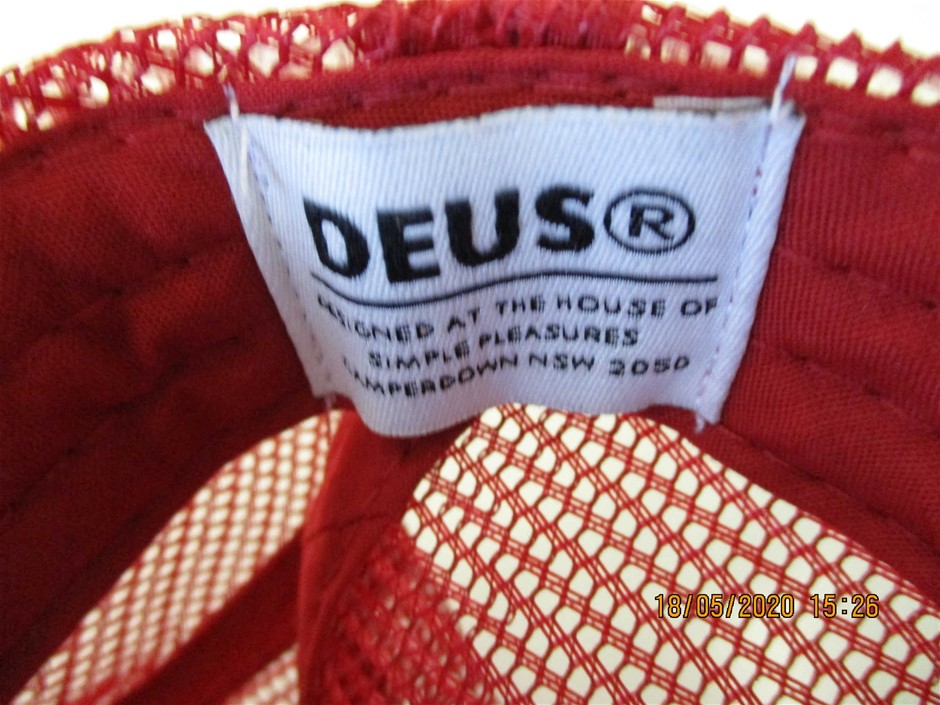 DEUS®
DESIGNED AT THE HOUSE OF
SIMPLE PLEASURES
CAMPERDOWN NSW 2050
18/05/2020 15:26